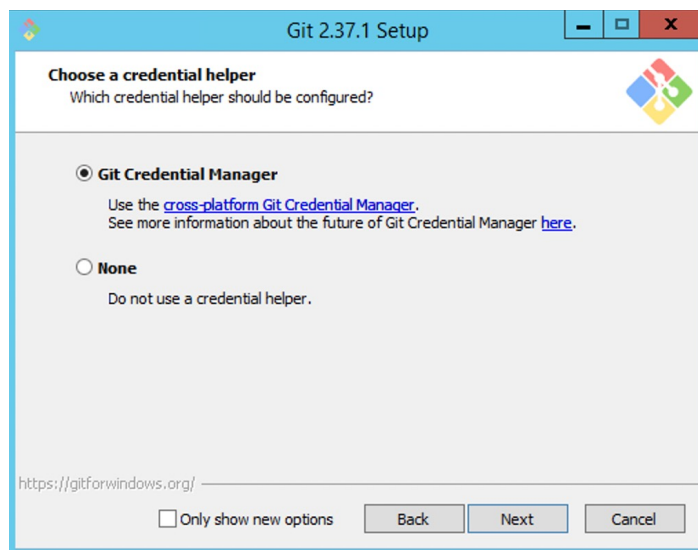 Git 2.37.1 Setup
Choose a credential helper
Which credential helper should be configured?
Git Credential Manager
Use the cross-platform Git Credential Manager.
See more information about the future of Git Credential Manager here.
None
Do not use a credential helper.
https://gitforwindows.org/
Only show new options
Back
Next
Cancel